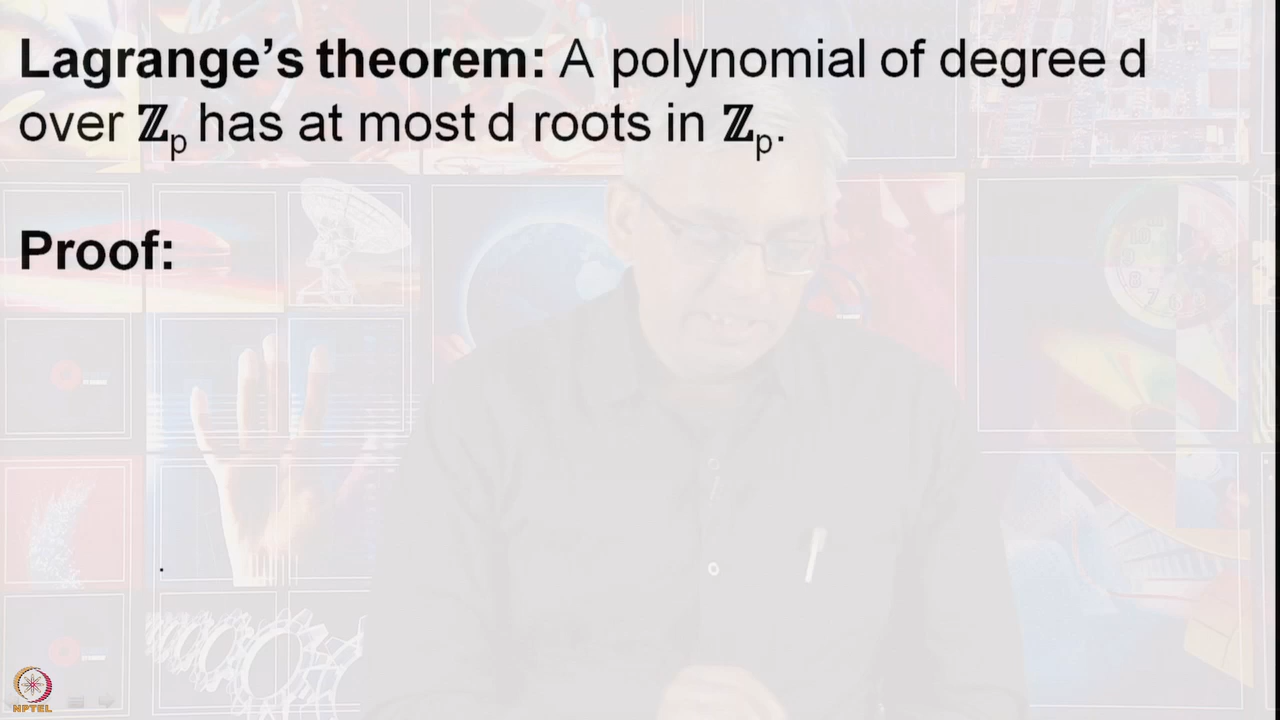 Lagrange's theorem: A polynomial of degree d
over ℤp has at most d roots in ℤp.
Proof:
NPTEL